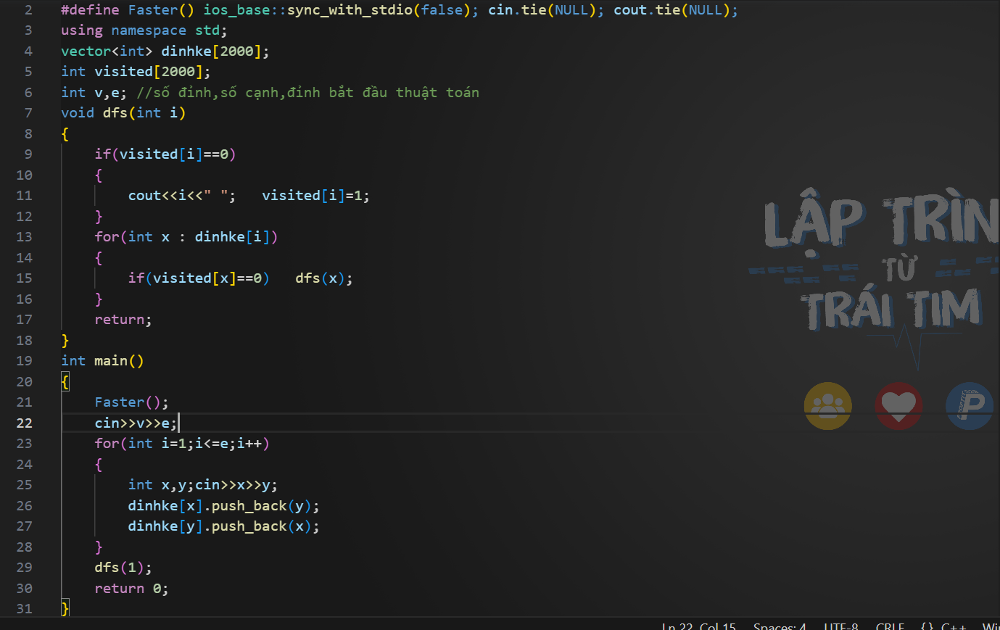 2 #define Faster() ios_base::sync_with_stdio(false); cin.tie(NULL); cout.tie(NULL);
3 using namespace std;
4 vector<int> dinhke[2000];
5 int visited[2000];
6 int v,e; //số đỉnh,số cạnh,đỉnh bắt đầu thuật toán
7 void dfs(int i)
8 {
9     if(visited[i]==0)
10     {
11         cout<<i<<" ";   visited[i]=1;
12     }
13     for(int x : dinhke[i])
14     {
15         if(visited[x]==0)   dfs(x);
16     }
17     return;
18 }
19 int main()
20 {
21     Faster();
22     cin>>v>>e;
23     for(int i=1;i<=e;i++)
24     {
25         int x,y;cin>>x>>y;
26         dinhke[x].push_back(y);
27         dinhke[y].push_back(x);
28     }
29     dfs(1);
30     return 0;
31 }
LẬP TRÌN
TỪ
TRÁI TIM
P
Ln 22, Col 15 Spaces: 4 UTF-8 CRLF {} C++ Win